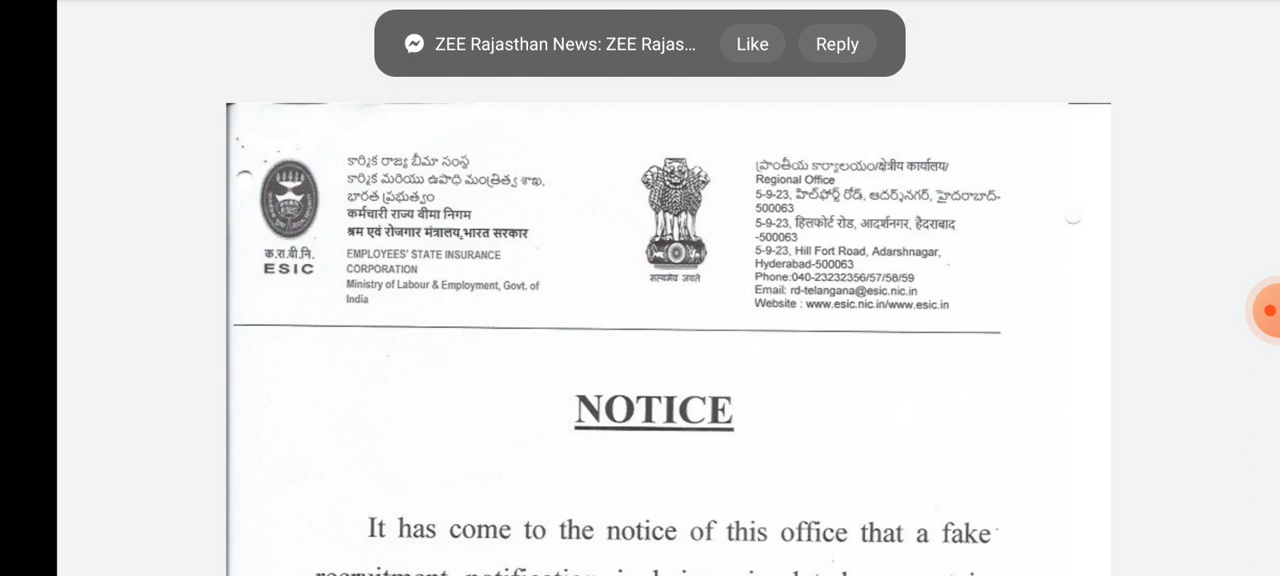 ZEE Rajasthan News: ZEE Rajas...
Like
Reply
కార్మిక రాజ్య బీమా సంస్థ
కార్మిక మరియు ఉపాధి మంత్రిత్వ శాఖ,
భారత ప్రభుత్వం
कर्मचारी राज्य बीमा निगम
श्रम एवं रोजगार मंत्रालय,भारत सरकार
EMPLOYEES' STATE INSURANCE
CORPORATION
Ministry of Labour & Employment, Govt. of
India
क.रा.बी.नि.
ESIC
सत्यमेव जयते
ప్రాంతీయ కార్యాలయం/क्षेत्रीय कार्यालय/
Regional Office
5-9-23, హిల్‌ఫోర్ట్ రోడ్, ఆదర్శ్‌నగర్, హైదరాబాద్-
500063
5-9-23, हिलफोर्ट रोड, आदर्शनगर, हैदराबाद
-500063
5-9-23, Hill Fort Road, Adarshnagar,
Hyderabad-500063
Phone:040-23232356/57/58/59
Email: rd-telangana@esic.nic.in
Website : www.esic.nic.in/www.esic.in
NOTICE
It has come to the notice of this office that a fake
recruitment notification is being